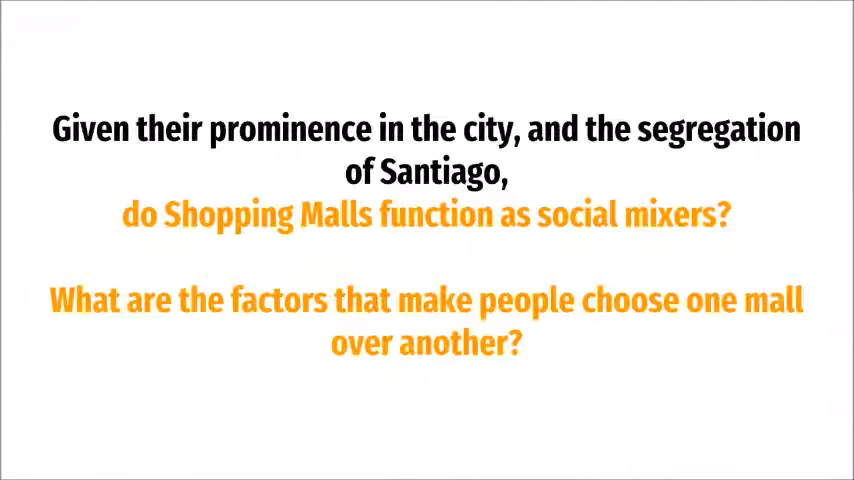 Given their prominence in the city, and the segregation
of Santiago,
do Shopping Malls function as social mixers?
What are the factors that make people choose one mall
over another?